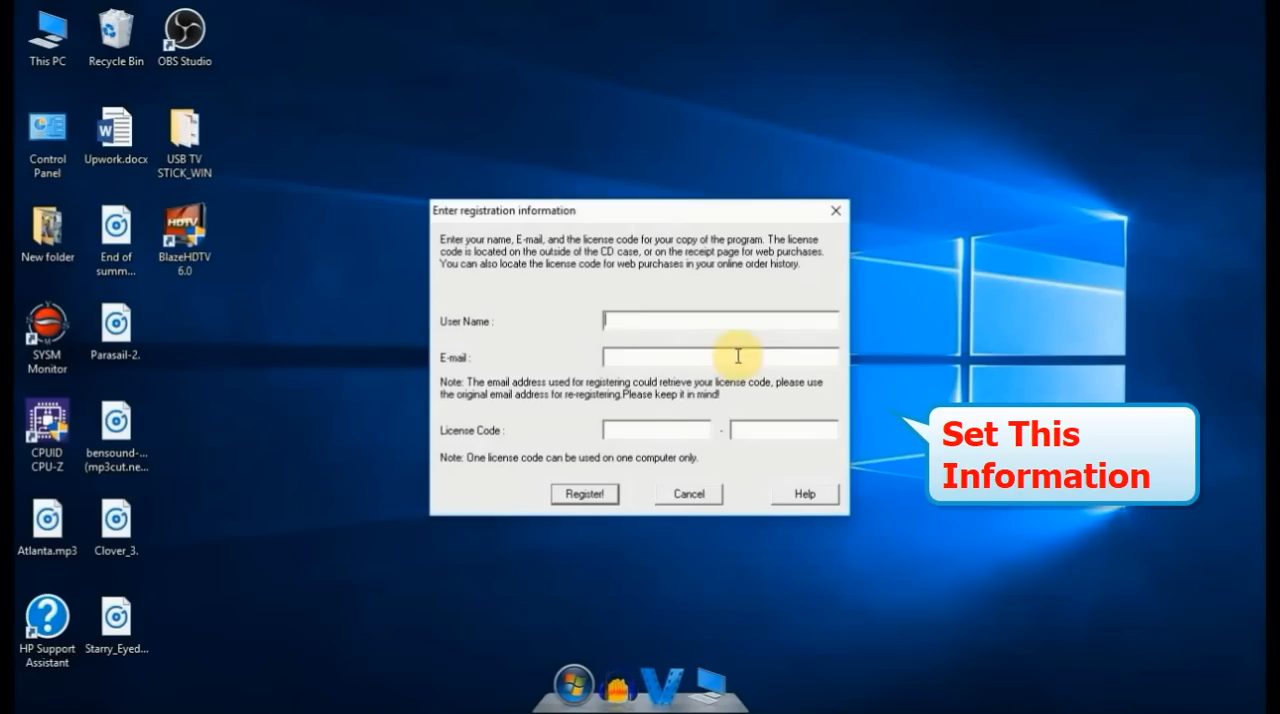 This PC
Recycle Bin
OBS Studio
Control
Panel
Upwork.docx
USB TV
STICK_WIN
New folder
End of
summ...
HDTV
BlazeHDTV
6.0
SYSM
Monitor
Parasail-2.
CPUID
CPU-Z
bensound-...
(mp3cut.ne...
Atlanta.mp3
Clover_3.
HP Support
Assistant
Starry_Eyed...
Enter registration information
Enter your name, E-mail, and the license code for your copy of the program. The license
code is located on the outside of the CD case, or on the receipt page for web purchases.
You can also locate the license code for web purchases in your online order history.
User Name :
E-mail :
Note: The email address used for registering could retrieve your license code, please use
the original email address for re-registering.Please keep it in mind!
License Code :
-
Note: One license code can be used on one computer only.
Register!
Cancel
Help
Set This
Information